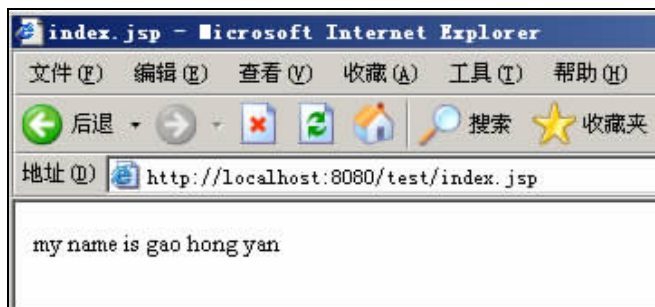 index.jsp - Microsoft Internet Explorer
文件(F) 编辑(E) 查看(V) 收藏(A) 工具(T) 帮助(H)
后退 搜索 收藏夹
地址(D) http://localhost:8080/test/index.jsp
my name is gao hong yan